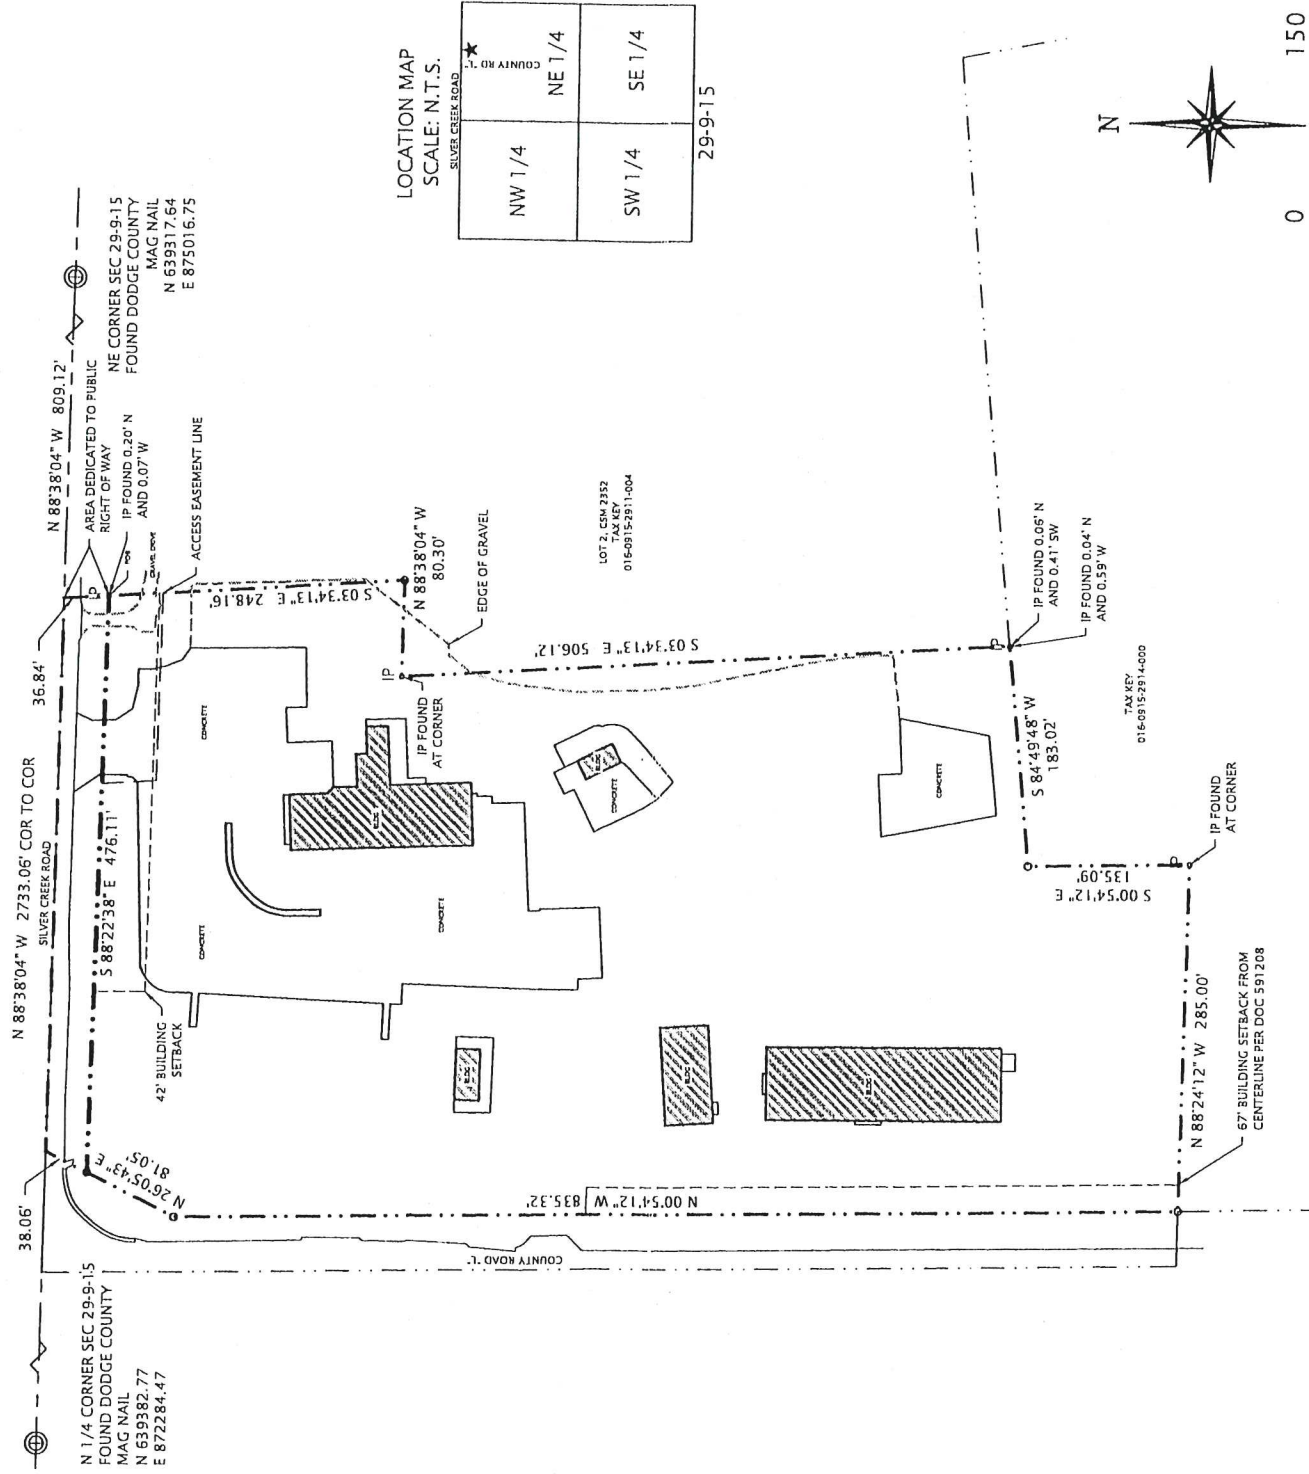 N 88°38'04" W 2733.06' COR TO COR
SILVER CREEK ROAD
38.06'
36.84'
N 88°38'04" W 809.12'
NE CORNER SEC 29-9-15
FOUND DODGE COUNTY
MAG NAIL
N 639317.64
E 875016.75
N 1/4 CORNER SEC 29-9-15
FOUND DODGE COUNTY
MAG NAIL
N 639382.77
E 872284.47
AREA DEDICATED TO PUBLIC
RIGHT OF WAY
IP FOUND 0.20' N
AND 0.07' W
IP
POB
GRAVEL DRIVE
ACCESS EASEMENT LINE
S 88°22'38" E 476.11'
N 26°05'43" E
81.05'
42' BUILDING
SETBACK
S 03°34'13" E 248.16'
N 88°38'04" W
80.30'
IP
IP FOUND
AT CORNER
EDGE OF GRAVEL
S 03°34'13" E 506.12'
LOT 2, CSM 2352
TAX KEY
016-0915-2911-004
CONCRETE
CONCRETE
CONCRETE
BLDG
BLDG
CONCRETE
CONCRETE
BLDG
BLDG
BLDG
N 00°54'12" W 835.32'
COUNTY ROAD "L"
IP FOUND 0.06' N
AND 0.41' SW
IP FOUND 0.04' N
AND 0.59' W
S 84°49'48" W
183.02'
TAX KEY
016-0915-2914-000
S 00°54'12" E
135.09'
IP FOUND
AT CORNER
N 88°24'12" W 285.00'
67' BUILDING SETBACK FROM
CENTERLINE PER DOC 591208
LOCATION MAP
SCALE: N.T.S.
SILVER CREEK ROAD
NW 1/4
NE 1/4
COUNTY RD "L"
SW 1/4
SE 1/4
29-9-15
N
0
150